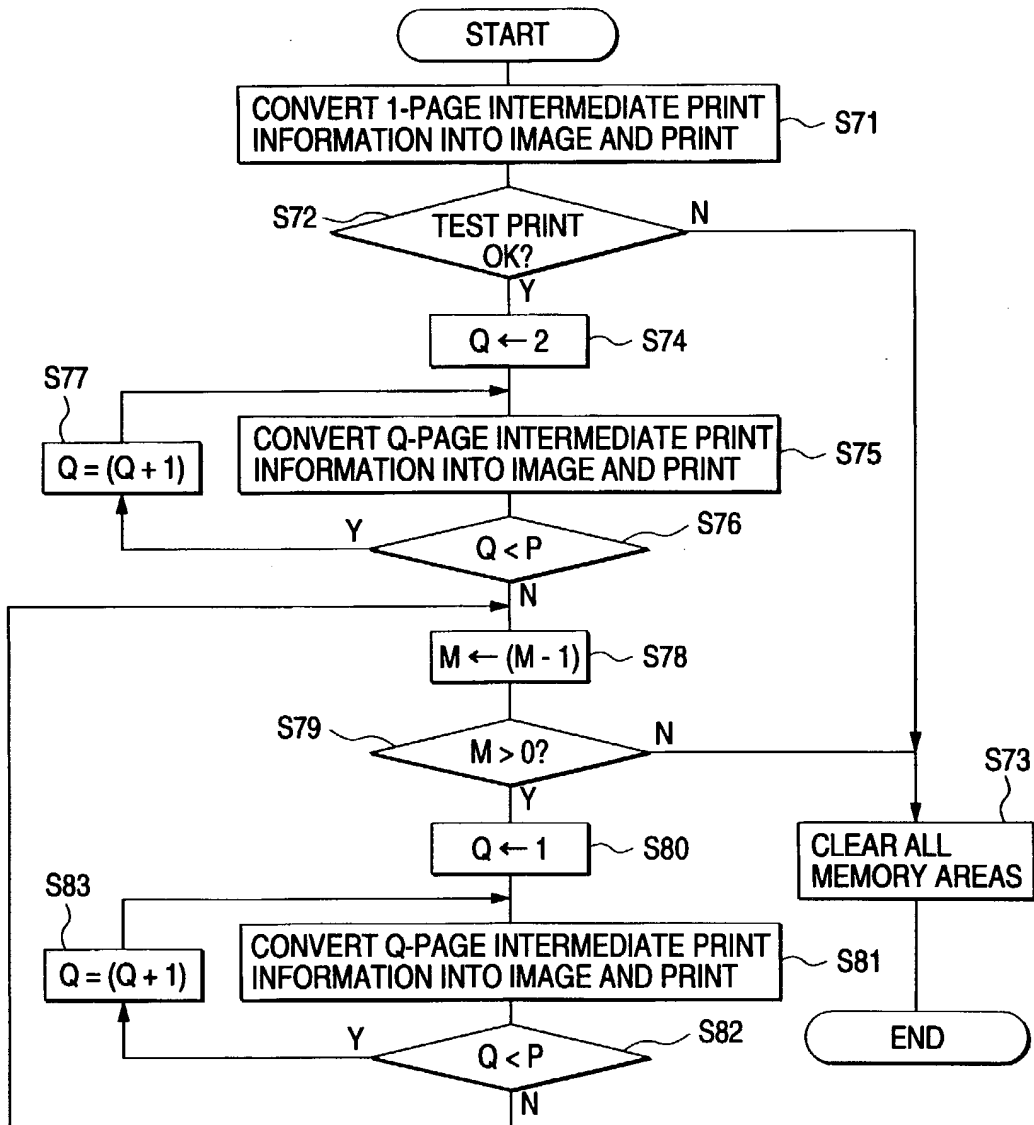 START
CONVERT 1-PAGE INTERMEDIATE PRINT
INFORMATION INTO IMAGE AND PRINT
S71
S72
TEST PRINT
OK?
N
Y
Q ← 2
S74
S77
Q = (Q + 1)
CONVERT Q-PAGE INTERMEDIATE PRINT
INFORMATION INTO IMAGE AND PRINT
S75
Y
Q < P
S76
N
M ← (M - 1)
S78
S79
M > 0?
N
Y
S73
CLEAR ALL
MEMORY AREAS
Q ← 1
S80
S83
Q = (Q + 1)
CONVERT Q-PAGE INTERMEDIATE PRINT
INFORMATION INTO IMAGE AND PRINT
S81
Y
Q < P
S82
N
END